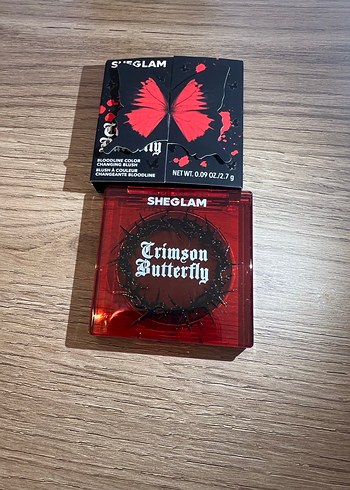 SHEGLAM
Butterfly
BLOODLINE COLOR
CHANGING BLUSH
BLUSH À COULEUR
CHANGEANTE BLOODLINE
NET WT. 0.09 OZ./2.7 g
SHEGLAM
Crimson
Butterfly